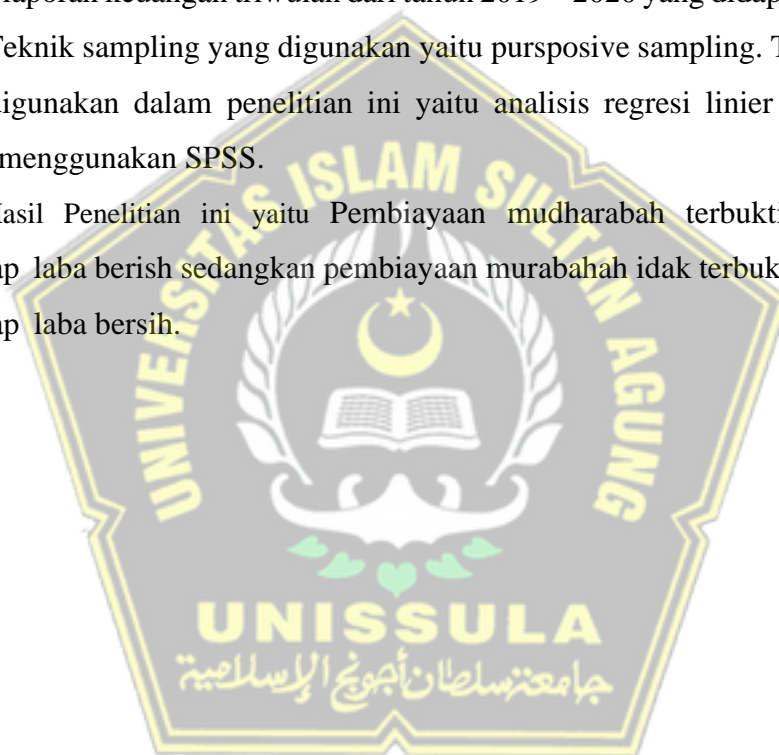 laporan keuangan triwulan dari tahun 2019 – 2020 yang didap
Teknik sampling yang digunakan yaitu pursposive sampling. T
digunakan dalam penelitian ini yaitu analisis regresi linier
menggunakan SPSS.
Hasil Penelitian ini yaitu Pembiayaan mudharabah terbukti
ap laba berish sedangkan pembiayaan murabahah idak terbuk
ap laba bersih.
UNIVERSITAS ISLAM SULTAN AGUNG
UNISSULA
جامعة سلطان أجونج الإسلامية